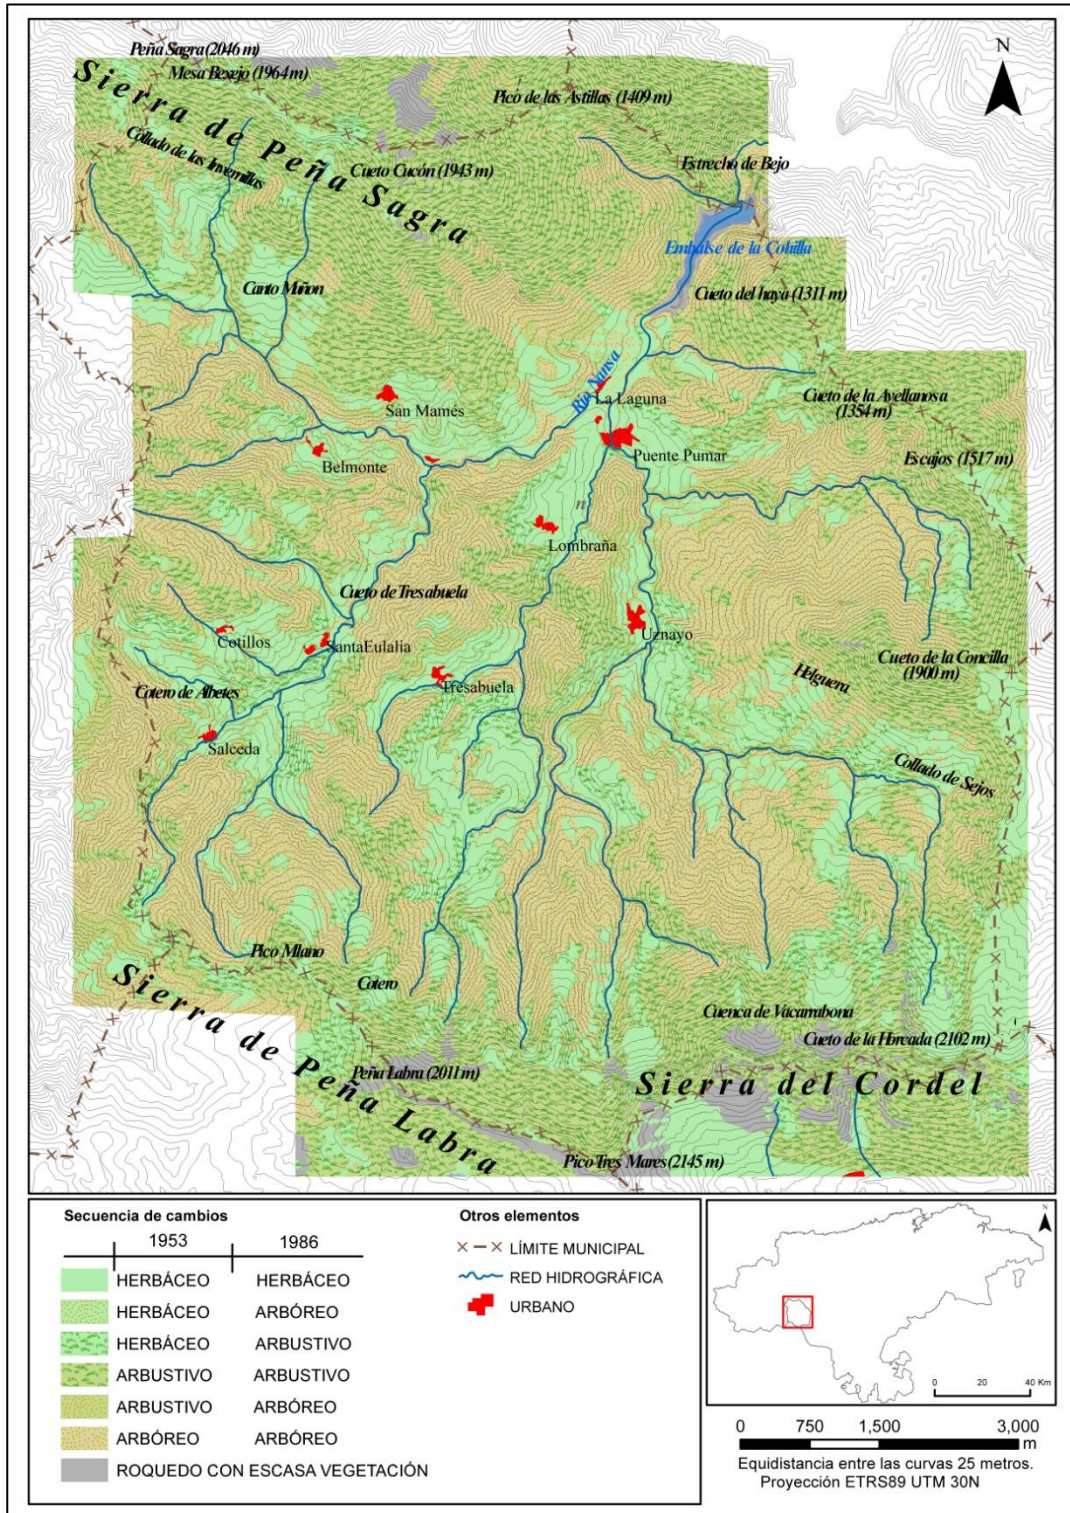 Peña Sagra (2046 m)
Mesa Bexejo (1964 m)
Sierra de Peña Sagra
Collado de las Invernillas
Pico de las Astillas (1409 m)
N
Cueto Cucón (1943 m)
Estrecho de Bejo
Embalse de la Cohilla
Canto Muñon
Cueto del haya (1311 m)
Río Nansa
San Mamés
La Laguna
Cueto de la Avellanosa
(1354 m)
Belmonte
Puente Pumar
Escajos (1517 m)
n
Lombraña
Cueto de Tresabuela
Cotillos
SantaEulalia
Uznayo
Cueto de la Concilla
(1900 m)
Helguera
Cotero de Albetes
Tresabuela
Salceda
Collado de Sejos
Pico Mllano
Cotero
Sierra de Peña Labra
Cuenca de Vacarrabona
Cueto de la Horcada (2102 m)
Peña Labra (2011 m)
Sierra del Cordel
Pico Tres Mares (2145 m)
Secuencia de cambios
1953 1986
HERBÁCEO HERBÁCEO
HERBÁCEO ARBÓREO
HERBÁCEO ARBUSTIVO
ARBUSTIVO ARBUSTIVO
ARBUSTIVO ARBÓREO
ARBÓREO ARBÓREO
ROQUEDO CON ESCASA VEGETACIÓN
Otros elementos
LÍMITE MUNICIPAL
RED HIDROGRÁFICA
URBANO
N
0 20 40 Km
0 750 1,500 3,000
m
Equidistancia entre las curvas 25 metros.
Proyección ETRS89 UTM 30N